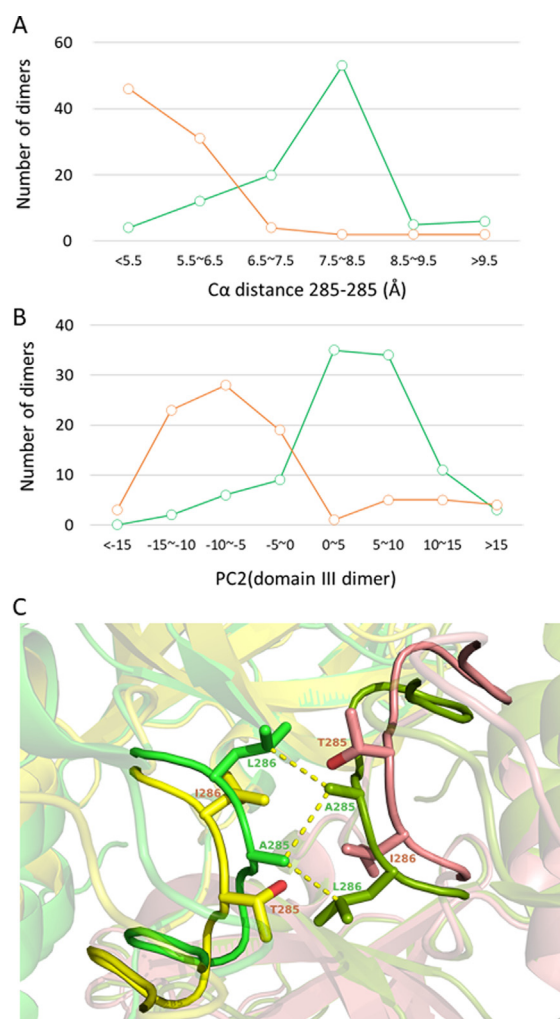 A
60
40
20
0
Number of dimers
<5.5 5.5~6.5 6.5~7.5 7.5~8.5 8.5~9.5 >9.5
Cα distance 285-285 (Å)
B
40
30
20
10
0
Number of dimers
<-15 -15~-10 -10~-5 -5~0 0~5 5~10 10~15 >15
PC2(domain III dimer)
C
T285
L286
I286
A285
A285
I286
L286
T285